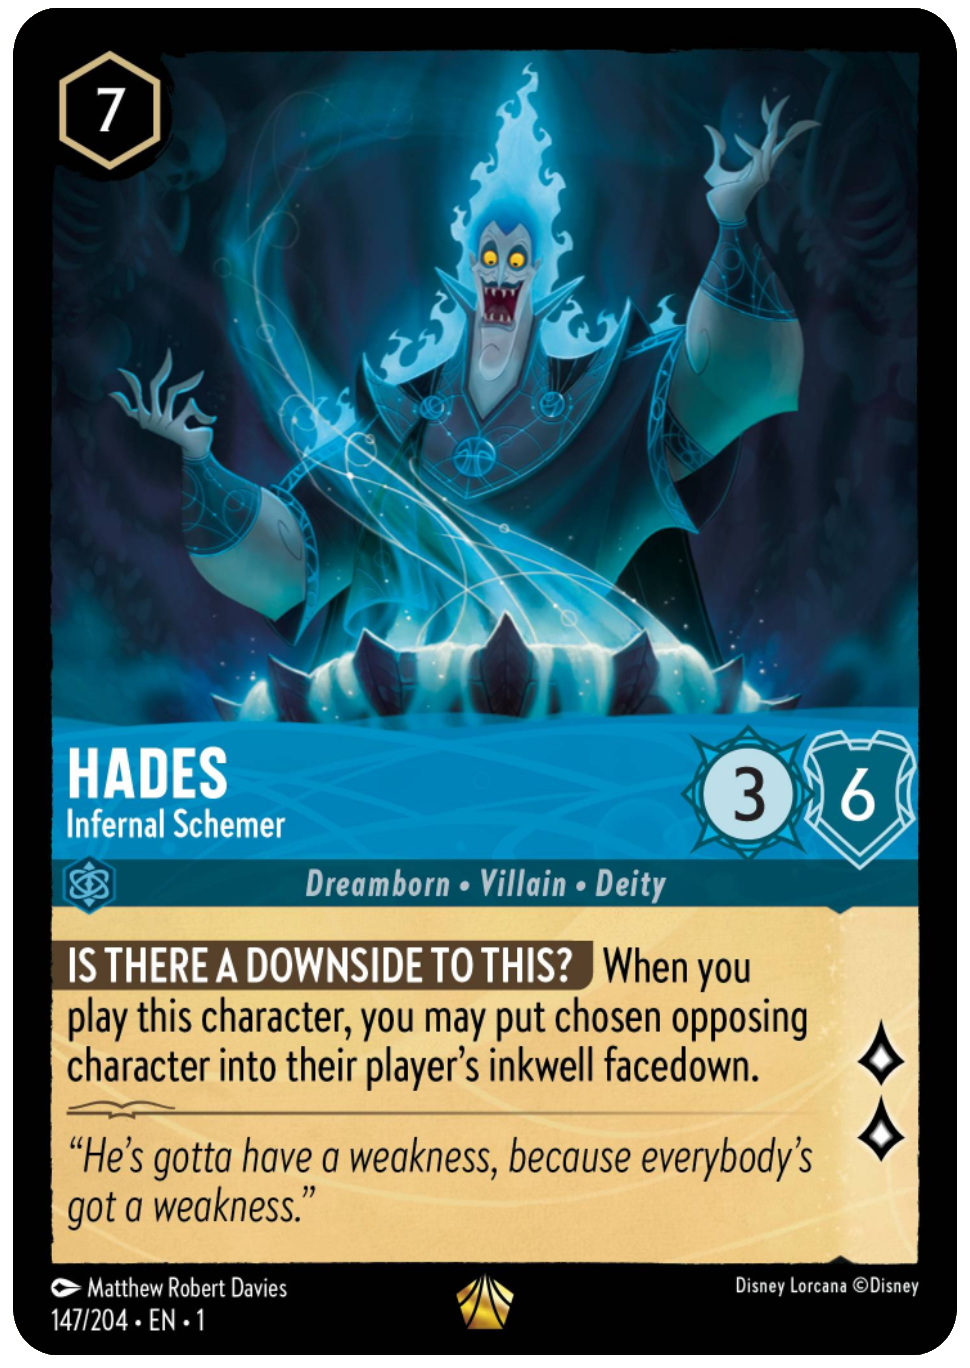 7
HADES
Infernal Schemer
3
6
Dreamborn • Villain • Deity
IS THERE A DOWNSIDE TO THIS? When you
play this character, you may put chosen opposing
character into their player’s inkwell facedown.
“He’s gotta have a weakness, because everybody’s
got a weakness.”
Matthew Robert Davies
Disney Lorcana ©Disney
147/204 • EN • 1